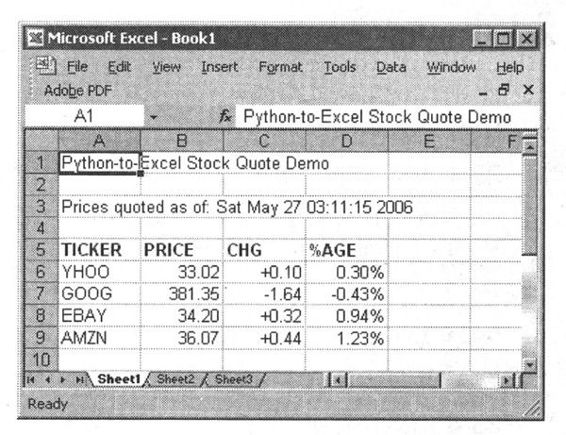 Microsoft Excel - Book1
File Edit View Insert Format Tools Data Window Help
Adobe PDF
A1 fx Python-to-Excel Stock Quote Demo
A B C D E F
1 Python-to-Excel Stock Quote Demo
2
3 Prices quoted as of: Sat May 27 03:11:15 2006
4
5 TICKER PRICE CHG %AGE
6 YHOO 33.02 +0.10 0.30%
7 GOOG 381.35 -1.64 -0.43%
8 EBAY 34.20 +0.32 0.94%
9 AMZN 36.07 +0.44 1.23%
10
Sheet1 Sheet2 Sheet3
Ready